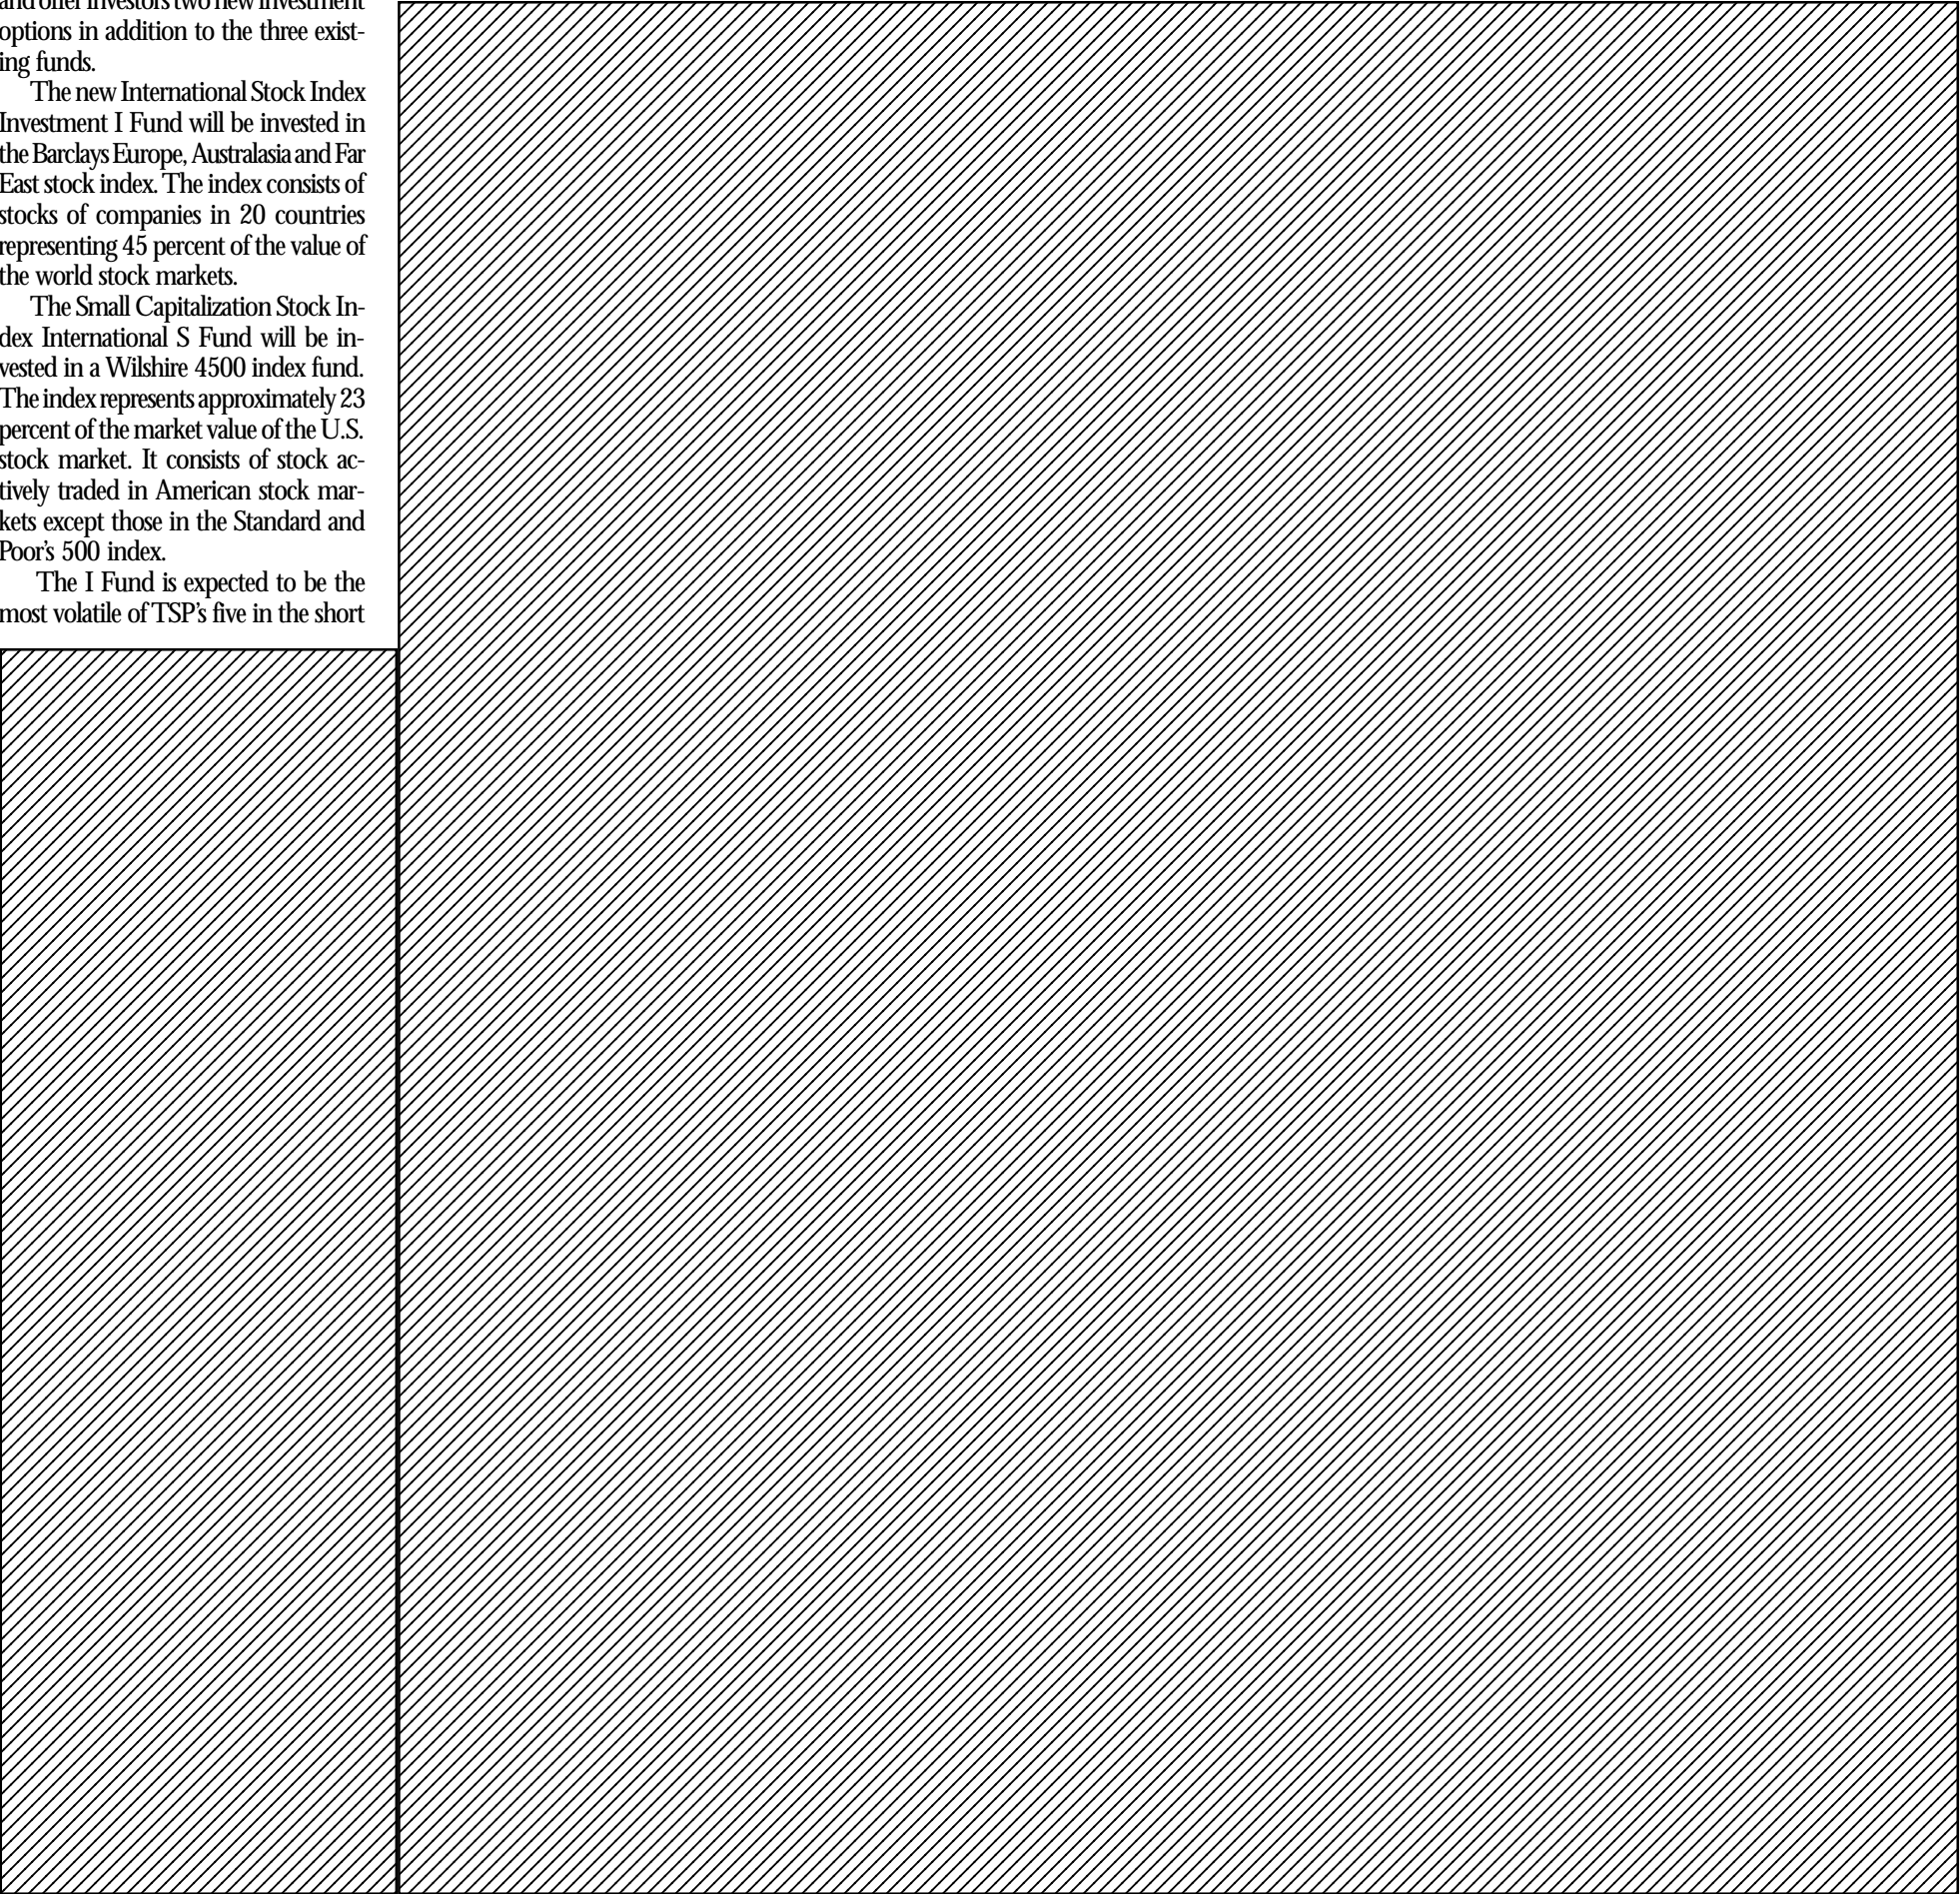 and offer investors two new investment
options in addition to the three exist-
ing funds.
The new International Stock Index
Investment I Fund will be invested in
the Barclays Europe, Australasia and Far
East stock index. The index consists of
stocks of companies in 20 countries
representing 45 percent of the value of
the world stock markets.
The Small Capitalization Stock In-
dex International S Fund will be in-
vested in a Wilshire 4500 index fund.
The index represents approximately 23
percent of the market value of the U.S.
stock market. It consists of stock ac-
tively traded in American stock mar-
kets except those in the Standard and
Poor's 500 index.
The I Fund is expected to be the
most volatile of TSP's five in the short